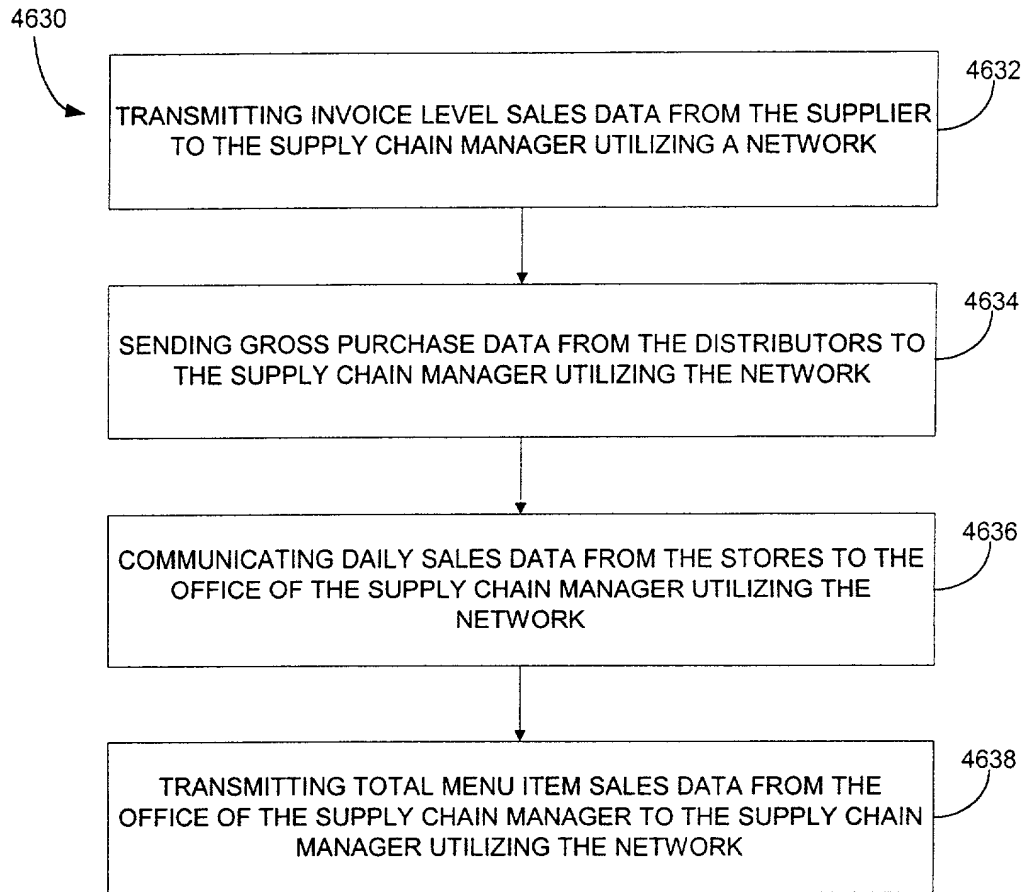 4630
4632
TRANSMITTING INVOICE LEVEL SALES DATA FROM THE SUPPLIER
TO THE SUPPLY CHAIN MANAGER UTILIZING A NETWORK
4634
SENDING GROSS PURCHASE DATA FROM THE DISTRIBUTORS TO
THE SUPPLY CHAIN MANAGER UTILIZING THE NETWORK
4636
COMMUNICATING DAILY SALES DATA FROM THE STORES TO THE
OFFICE OF THE SUPPLY CHAIN MANAGER UTILIZING THE
NETWORK
4638
TRANSMITTING TOTAL MENU ITEM SALES DATA FROM THE
OFFICE OF THE SUPPLY CHAIN MANAGER TO THE SUPPLY CHAIN
MANAGER UTILIZING THE NETWORK